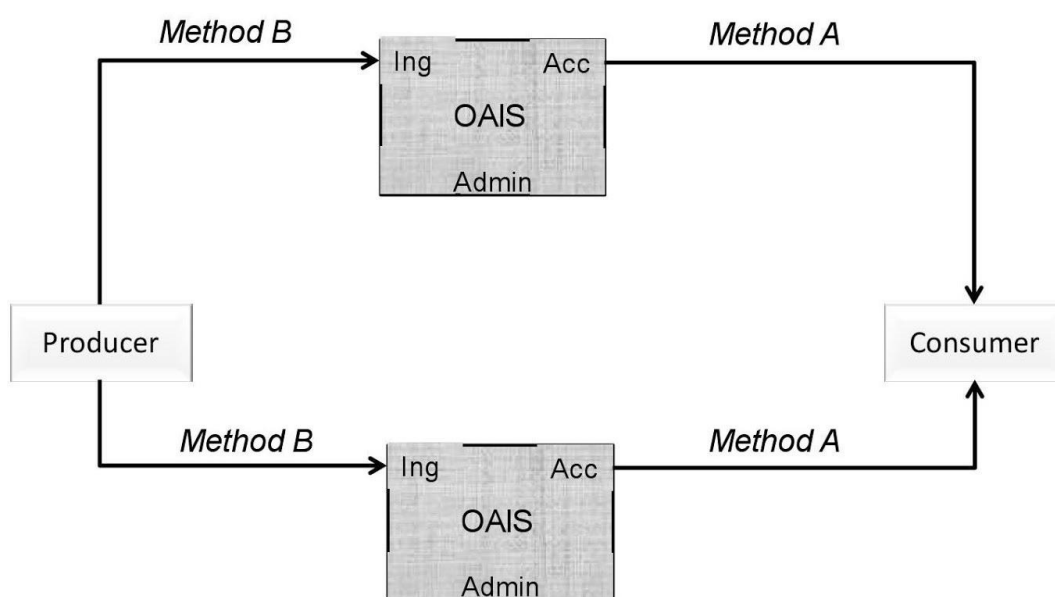 Method B
Method A
Ing Acc
OAIS
Admin
Producer
Consumer
Method B
Method A
Ing Acc
OAIS
Admin